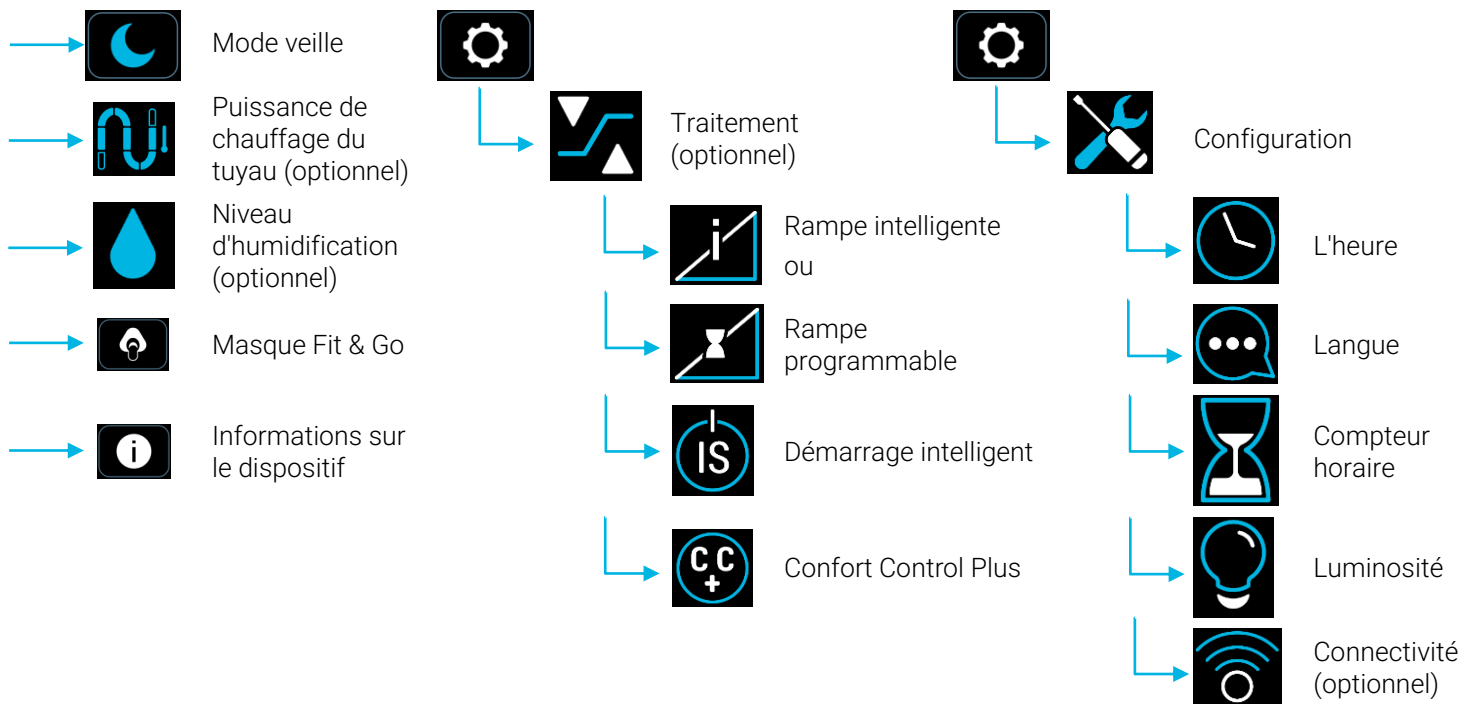 Mode veille
Puissance de
chauffage du
tuyau (optionnel)
Niveau
d'humidification
(optionnel)
Masque Fit & Go
i
Informations sur
le dispositif
Traitement
(optionnel)
i
Rampe intelligente
ou
Rampe
programmable
IS
Démarrage intelligent
CC
+
Confort Control Plus
Configuration
L'heure
Langue
Compteur
horaire
Luminosité
Connectivité
(optionnel)